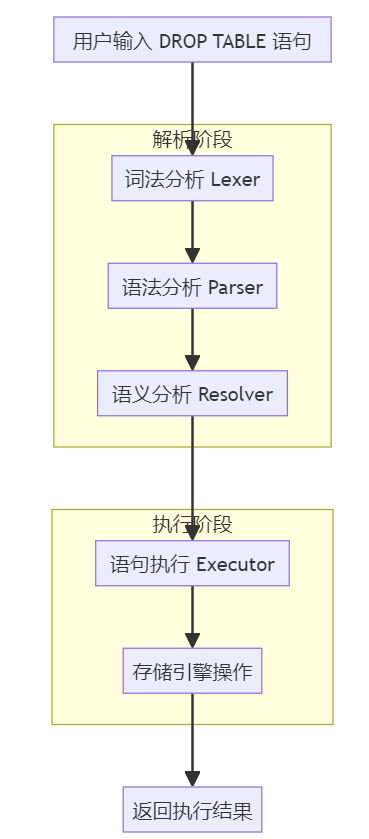 用户输入 DROP TABLE 语句
解析阶段
词法分析 Lexer
语法分析 Parser
语义分析 Resolver
执行阶段
语句执行 Executor
存储引擎操作
返回执行结果